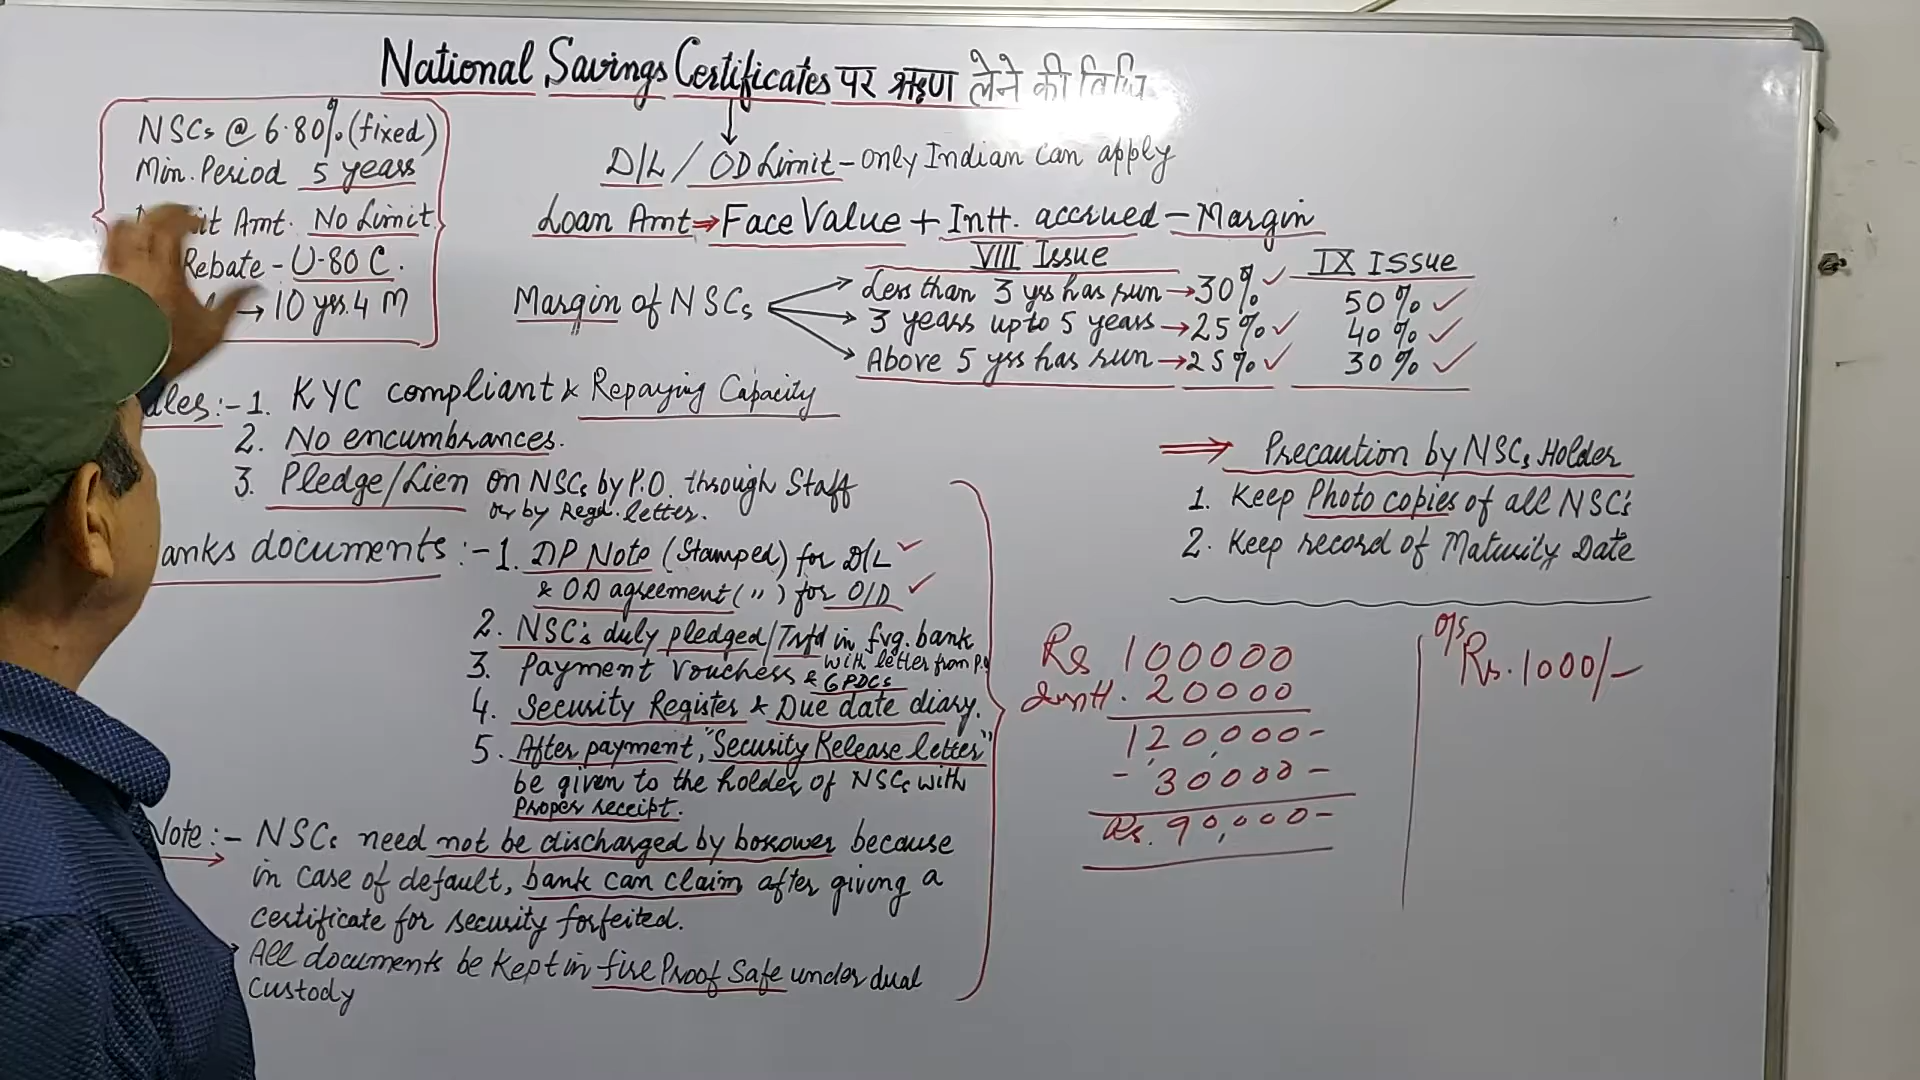 National Savings Certificates पर ऋण लेने की विधि
NSCs @ 6.80% (fixed)
Min. Period 5 years
Amt. No Limit
Rebate - U-80 C.
→ 10 yrs. 4 M
D/L / OD Limit - only Indian can apply
Loan Amt ⇒ Face Value + Intt. accrued - Margin
VIII Issue IX Issue
Margin of NSCs
Less than 3 yrs has run → 30% ✓ 50% ✓
3 years upto 5 years → 25% ✓ 40% ✓
Above 5 yrs has run → 25% ✓ 30% ✓
:- 1. KYC compliant & Repaying Capacity
2. No encumbrances.
3. Pledge/Lien on NSCs by P.O. through Staff
or by Regd. letter.
documents :- 1. DP Note (Stamped) for D/L ✓
& OD agreement ( " ) for O/D ✓
2. NSC's duly pledged/Trfd in fvg. bank
with letter from P.O
3. Payment Vouchers & 6 PDCs
4. Security Register & Due date diary.
5. After payment, "Security Release letter"
be given to the holder of NSCs with
Proper receipt.
Note :- NSCs need not be discharged by borrower because
in case of default, bank can claim after giving a
certificate for security forfeited.
All documents be kept in fire Proof Safe under dual
custody
⇒ Precaution by NSCs Holder
1. Keep Photo copies of all NSC's
2. Keep record of Maturity Date
Rs 100000
Intt. 20000
120,000-
- 30000-
Rs. 90,000-
O/S
Rs. 1000/-